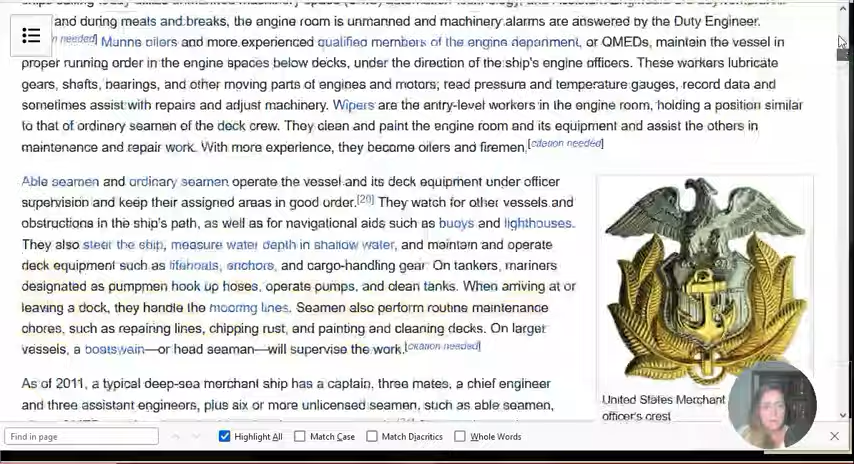 and during meats and breaks, the engine room is unmanned and machinery alarms are answered by the Duty Engineer.
needed] Munne oilers and more experienced qualified members of the engine department, or QMEDs, maintain the vessel in
proper running order in the engine spaces below decks, under the direction of the ship's engine officers. These workers lubricate
gears, shafts, bearings, and other moving parts of engines and motors; read pressure and temperature gauges, record data and
sometimes assist with repairs and adjust machinery. Wipers are the entry-level workers in the engine room, holding a position similar
to that of ordinary seamen of the deck crew. They clean and paint the engine room and its equipment and assist the others in
maintenance and repair work. With more experience, they become oilers and firemen.[citation needed]
Able seamen and ordinary seamen operate the vessel and its deck equipment under officer
supervision and keep their assigned areas in good order.[20] They watch for other vessels and
obstructions in the ship's path, as well as for navigational aids such as buoys and lighthouses.
They also steer the ship, measure water depth in shallow water, and maintain and operate
deck equipment such as lifeboats, anchors, and cargo-handling gear. On tankers, mariners
designated as pumpmen hook up hoses, operate pumps, and clean tanks. When arriving at or
leaving a dock, they handle the mooring lines. Seamen also perform routine maintenance
chores, such as repairing lines, chipping rust, and painting and cleaning decks. On larger
vessels, a boatswain—or head seaman—will supervise the work.[citation needed]
As of 2011, a typical deep-sea merchant ship has a captain, three mates, a chief engineer
and three assistant engineers, plus six or more unlicensed seamen, such as able seamen,
United States Merchant
officer's crest
Find in page
Highlight All
Match Case
Match Diacritics
Whole Words